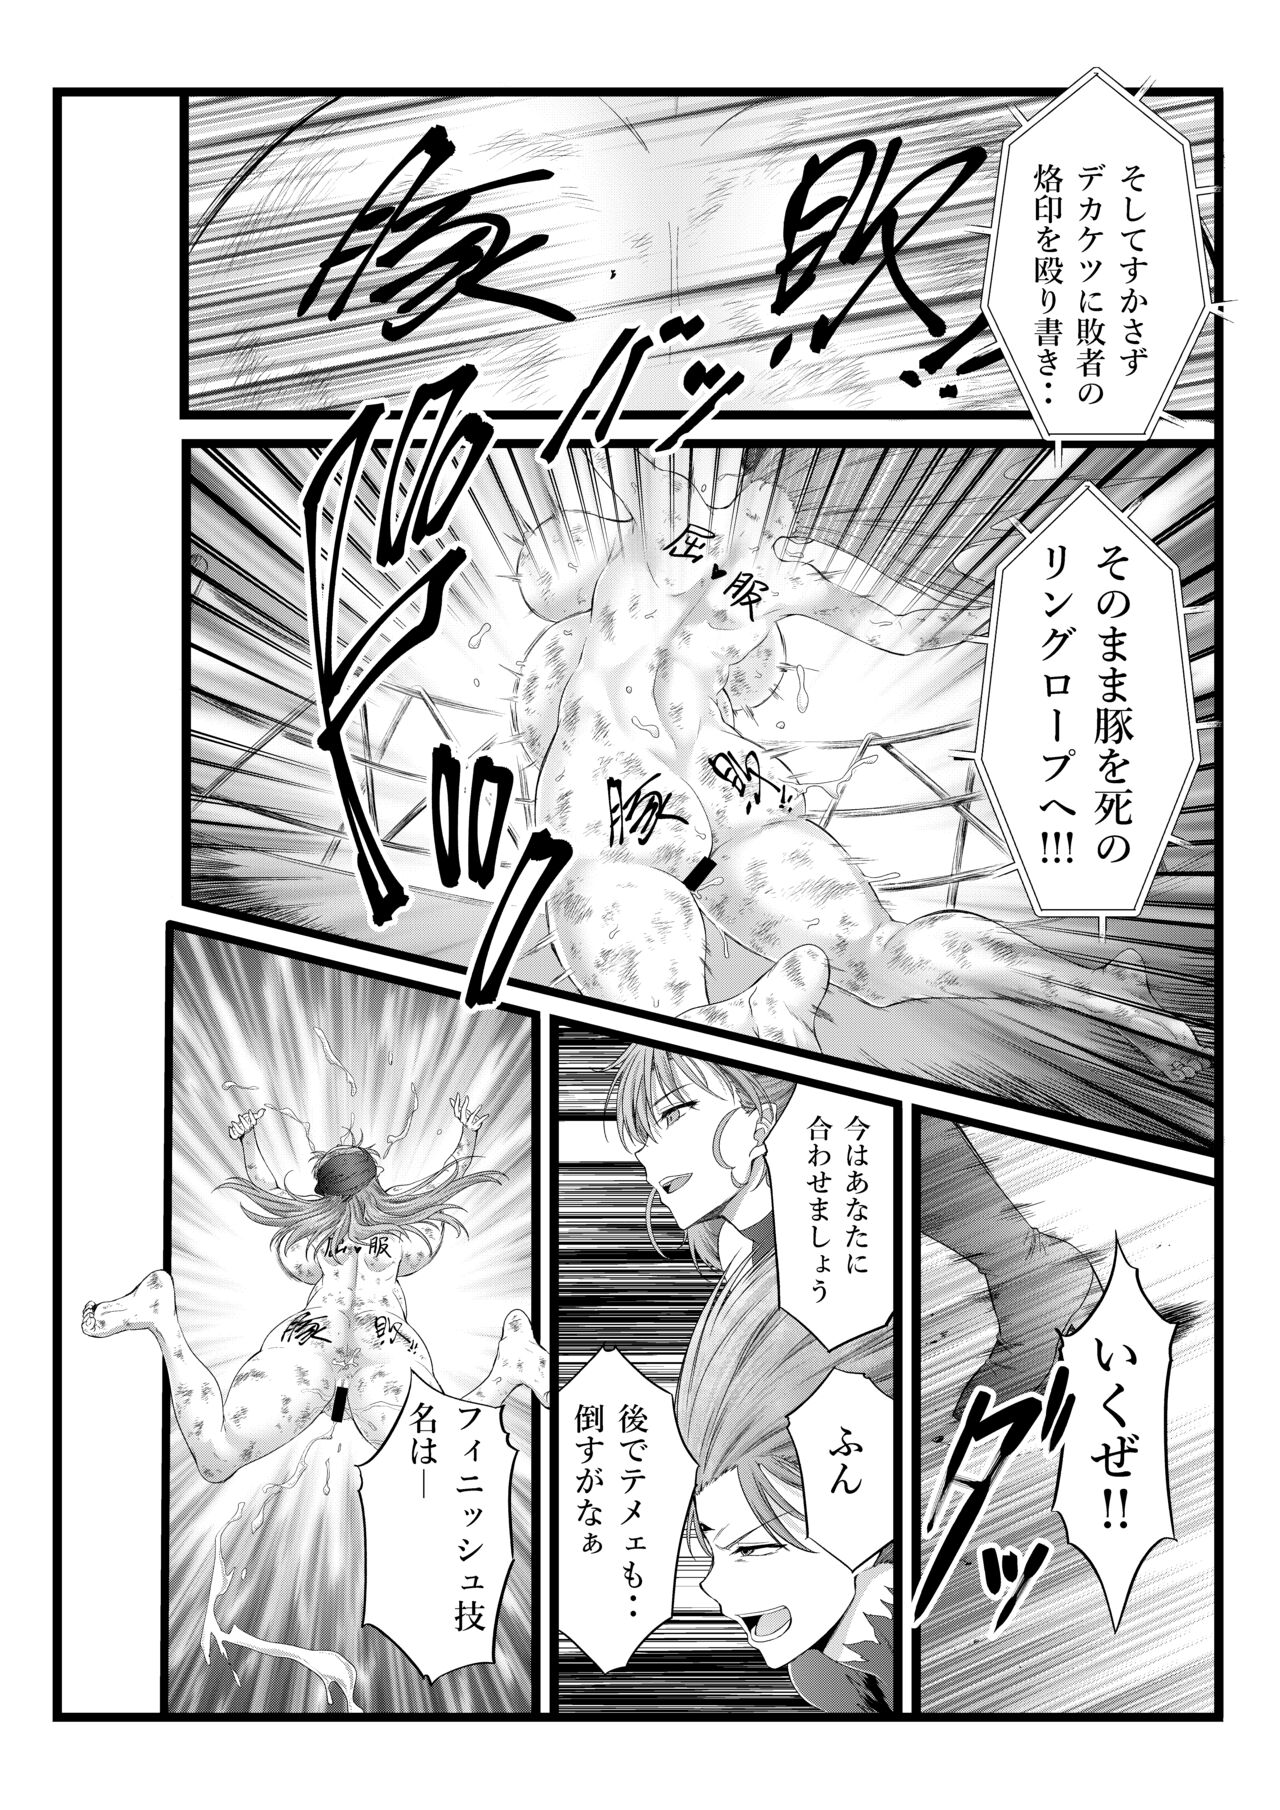 そしてすかさず
デカケツに敗者の
烙印を殴り書き‥
豚
敗!!
バッ
そのまま豚を死の
リングロープへ!!!
屈♥服
豚
敗!!
いくぜ!!
ダッ
今はあなたに
合わせましょう
ふん
後でテメェも‥
倒すがなぁ
屈♥服
豚
敗!!
フィニッシュ技
名は―